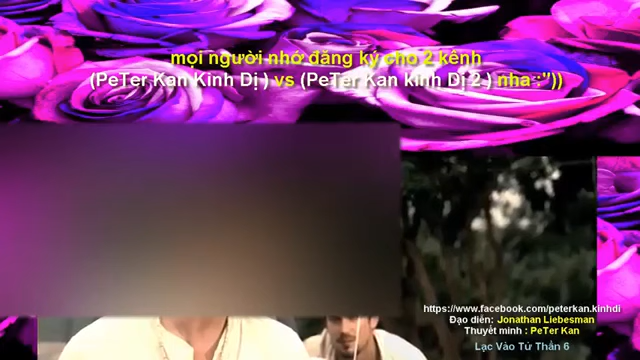 mọi người nhớ đăng ký cho 2 kênh
(PeTer Kan Kinh Dị ) vs (PeTer Kan kinh Dị 2 ) nha :"))
https://www.facebook.com/peterkan.kinhdi
Đạo diễn: Jonathan Liebesman
Thuyết minh : PeTer Kan
Lạc Vào Tử Thần 6